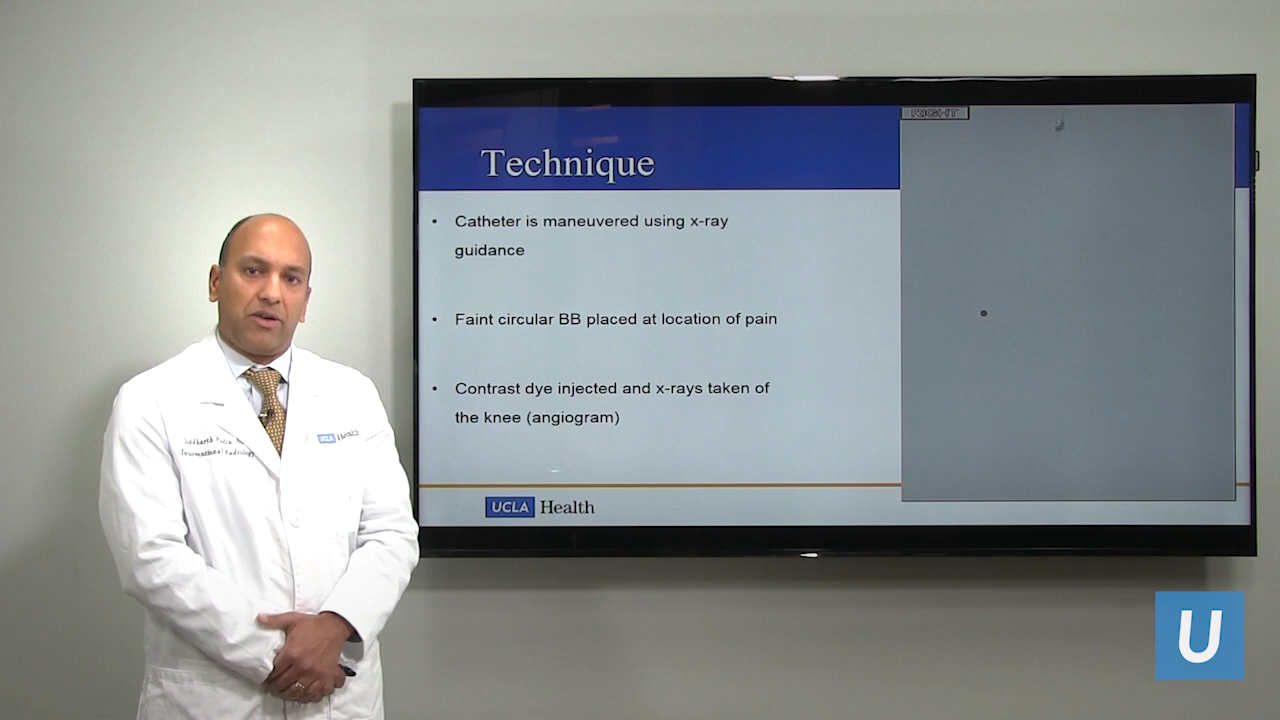 RIGHT
Technique
• Catheter is maneuvered using x-ray
guidance
• Faint circular BB placed at location of pain
• Contrast dye injected and x-rays taken of
the knee (angiogram)
UCLA Health
UCLA Health
U